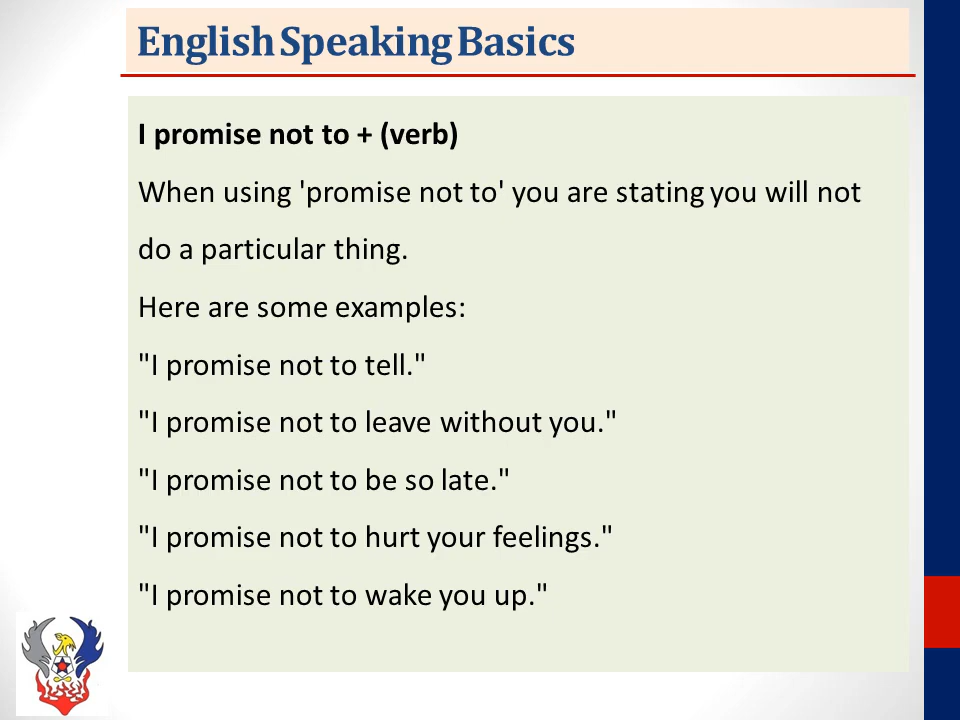 English Speaking Basics
I promise not to + (verb)
When using 'promise not to' you are stating you will not
do a particular thing.
Here are some examples:
"I promise not to tell."
"I promise not to leave without you."
"I promise not to be so late."
"I promise not to hurt your feelings."
"I promise not to wake you up."